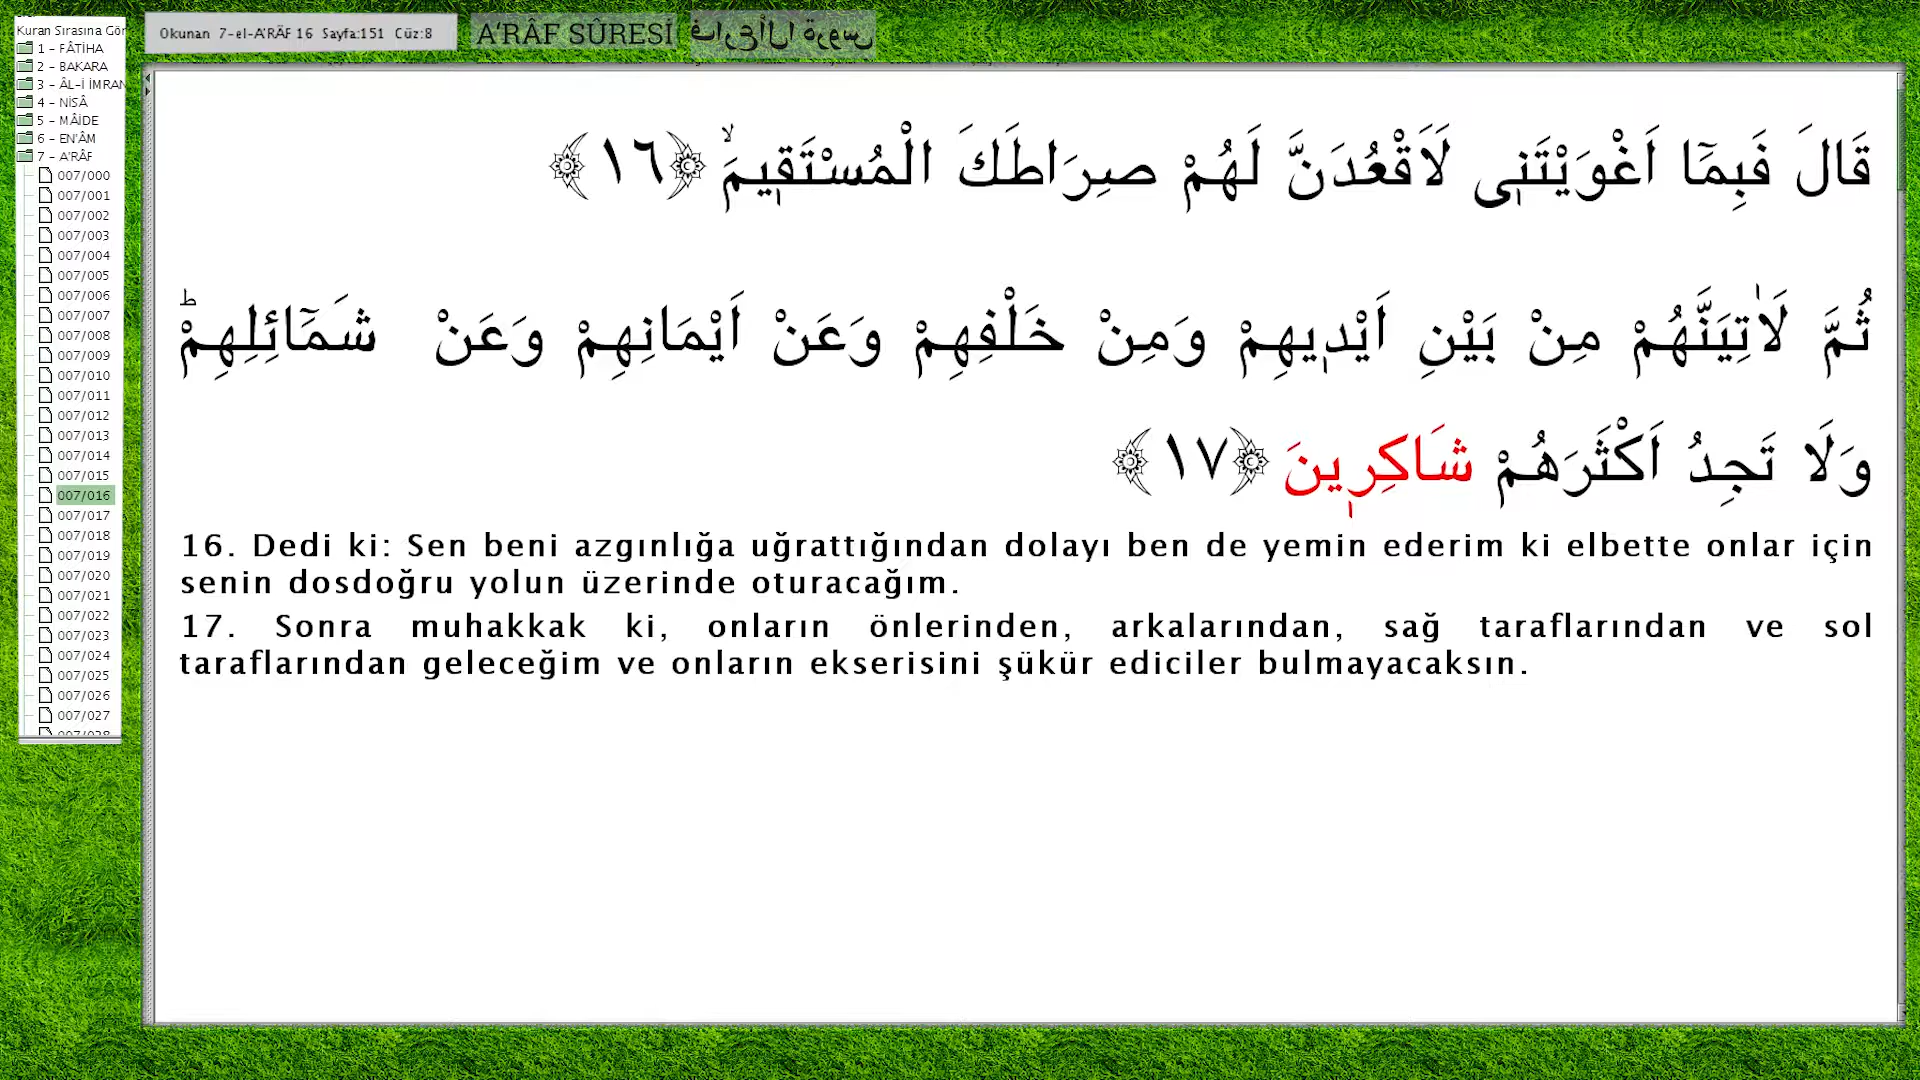 Kuran Sırasına Gör
1 - FÂTİHA
2 - BAKARA
3 - ÂL-İ İMRAN
4 - NİSÂ
5 - MÂİDE
6 - EN'ÂM
7 - A'RÂF
007/000
007/001
007/002
007/003
007/004
007/005
007/006
007/007
007/008
007/009
007/010
007/011
007/012
007/013
007/014
007/015
007/016
007/017
007/018
007/019
007/020
007/021
007/022
007/023
007/024
007/025
007/026
007/027
007/028
Okunan 7-el-A'RÂF 16 Sayfa:151 Cüz:8
A'RÂF SÛRESİ
سورة الأعراف
قَالَ فَبِمَٓا اَغْوَيْتَنٖى لَاَقْعُدَنَّ لَهُمْ صِرَاطَكَ الْمُسْتَقٖيمَۙ ﴿١٦﴾
ثُمَّ لَاٰتِيَنَّهُمْ مِنْ بَيْنِ اَيْدٖيهِمْ وَمِنْ خَلْفِهِمْ وَعَنْ اَيْمَانِهِمْ وَعَنْ شَمَٓائِلِهِمْؕ
وَلَا تَجِدُ اَكْثَرَهُمْ شَاكِرٖينَ ﴿١٧﴾
16. Dedi ki: Sen beni azgınlığa uğrattığından dolayı ben de yemin ederim ki elbette onlar için
senin dosdoğru yolun üzerinde oturacağım.
17. Sonra muhakkak ki, onların önlerinden, arkalarından, sağ taraflarından ve sol
taraflarından geleceğim ve onların ekserisini şükür ediciler bulmayacaksın.